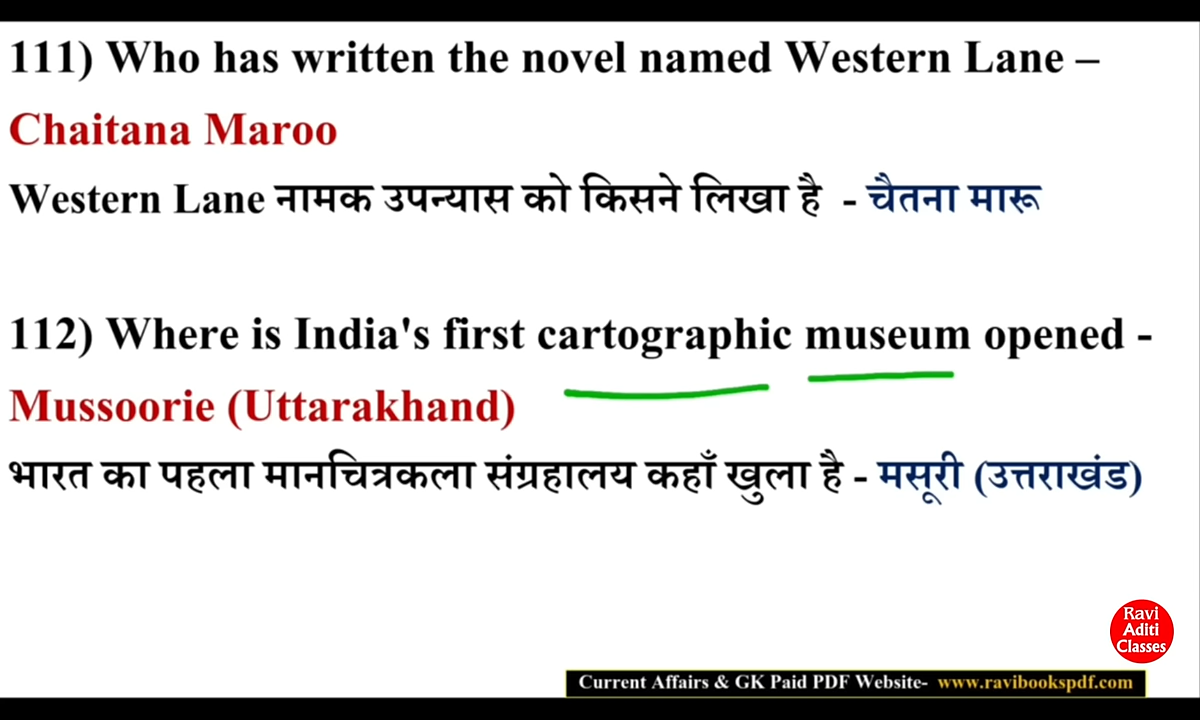 111) Who has written the novel named Western Lane –
Chaitana Maroo
Western Lane नामक उपन्यास को किसने लिखा है - चैतना मारू
112) Where is India's first cartographic museum opened -
Mussoorie (Uttarakhand)
भारत का पहला मानचित्रकला संग्रहालय कहाँ खुला है - मसूरी (उत्तराखंड)
Ravi
Aditi
Classes
Current Affairs & GK Paid PDF Website- www.ravibookspdf.com